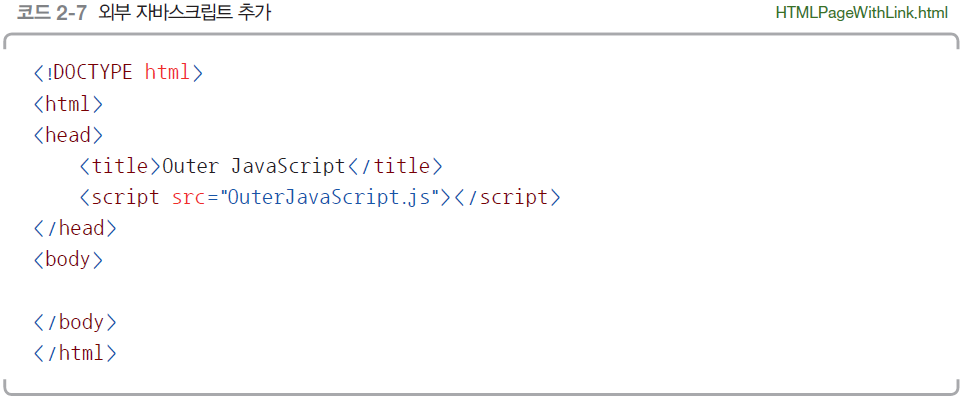 코드 2-7 외부 자바스크립트 추가 HTMLPageWithLink.html
<!DOCTYPE html>
<html>
<head>
    <title>Outer JavaScript</title>
    <script src="OuterJavaScript.js"></script>
</head>
<body>

</body>
</html>